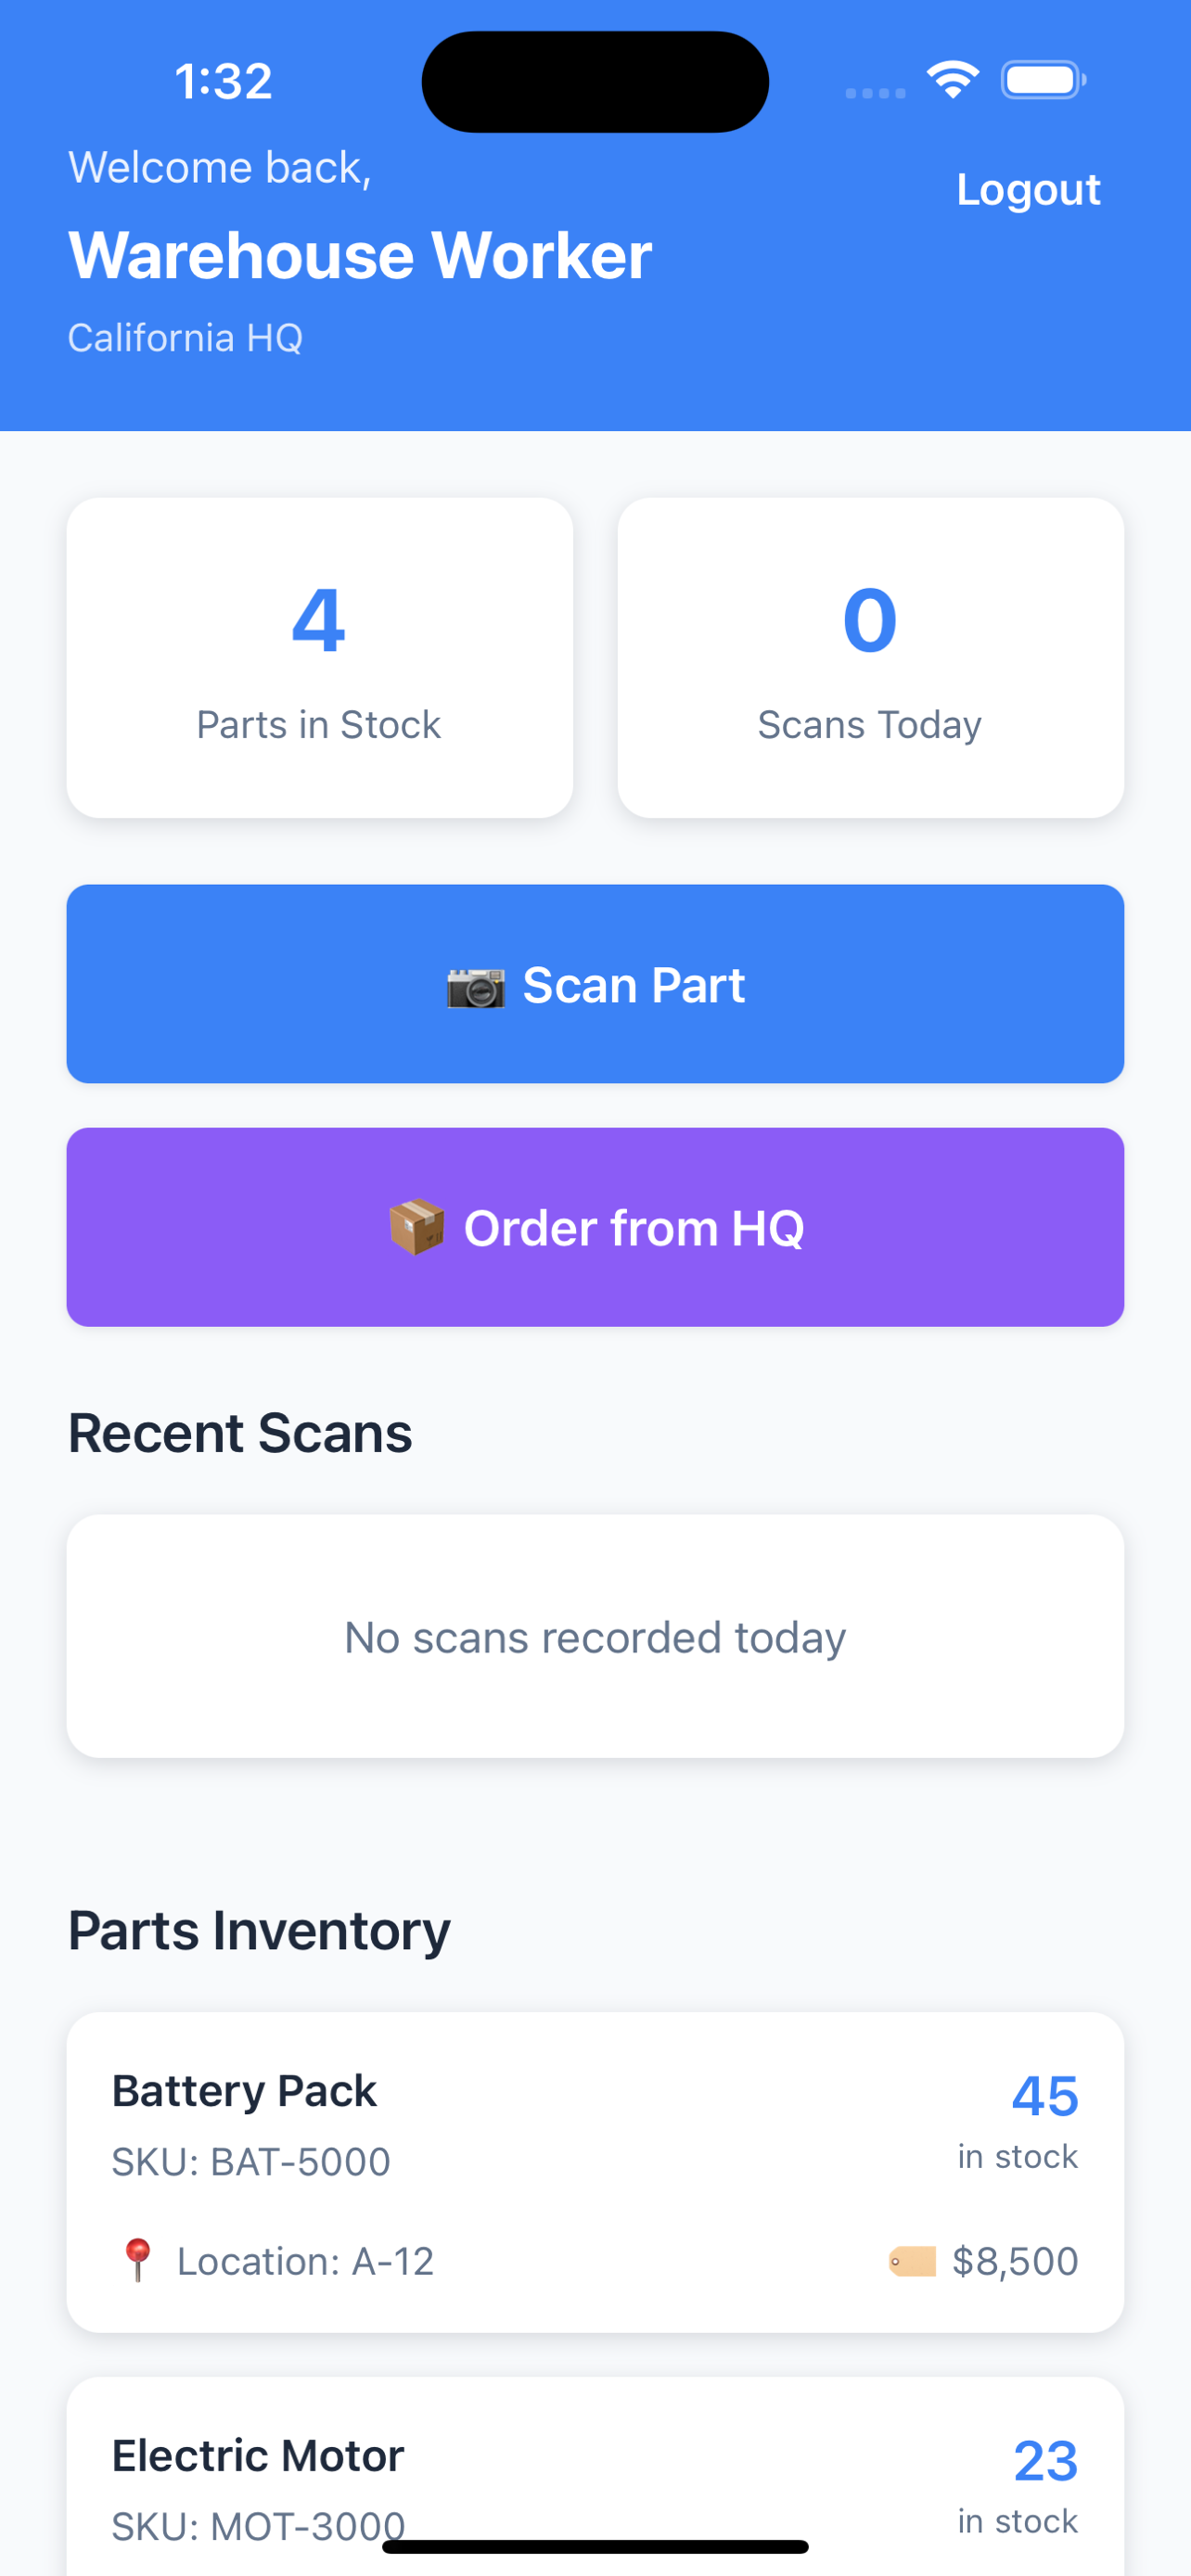 1:32
Welcome back,
Logout
Warehouse Worker
California HQ
4
Parts in Stock
0
Scans Today
Scan Part
Order from HQ
Recent Scans
No scans recorded today
Parts Inventory
Battery Pack
45
SKU: BAT-5000
in stock
Location: A-12
$8,500
Electric Motor
23
SKU: MOT-3000
in stock